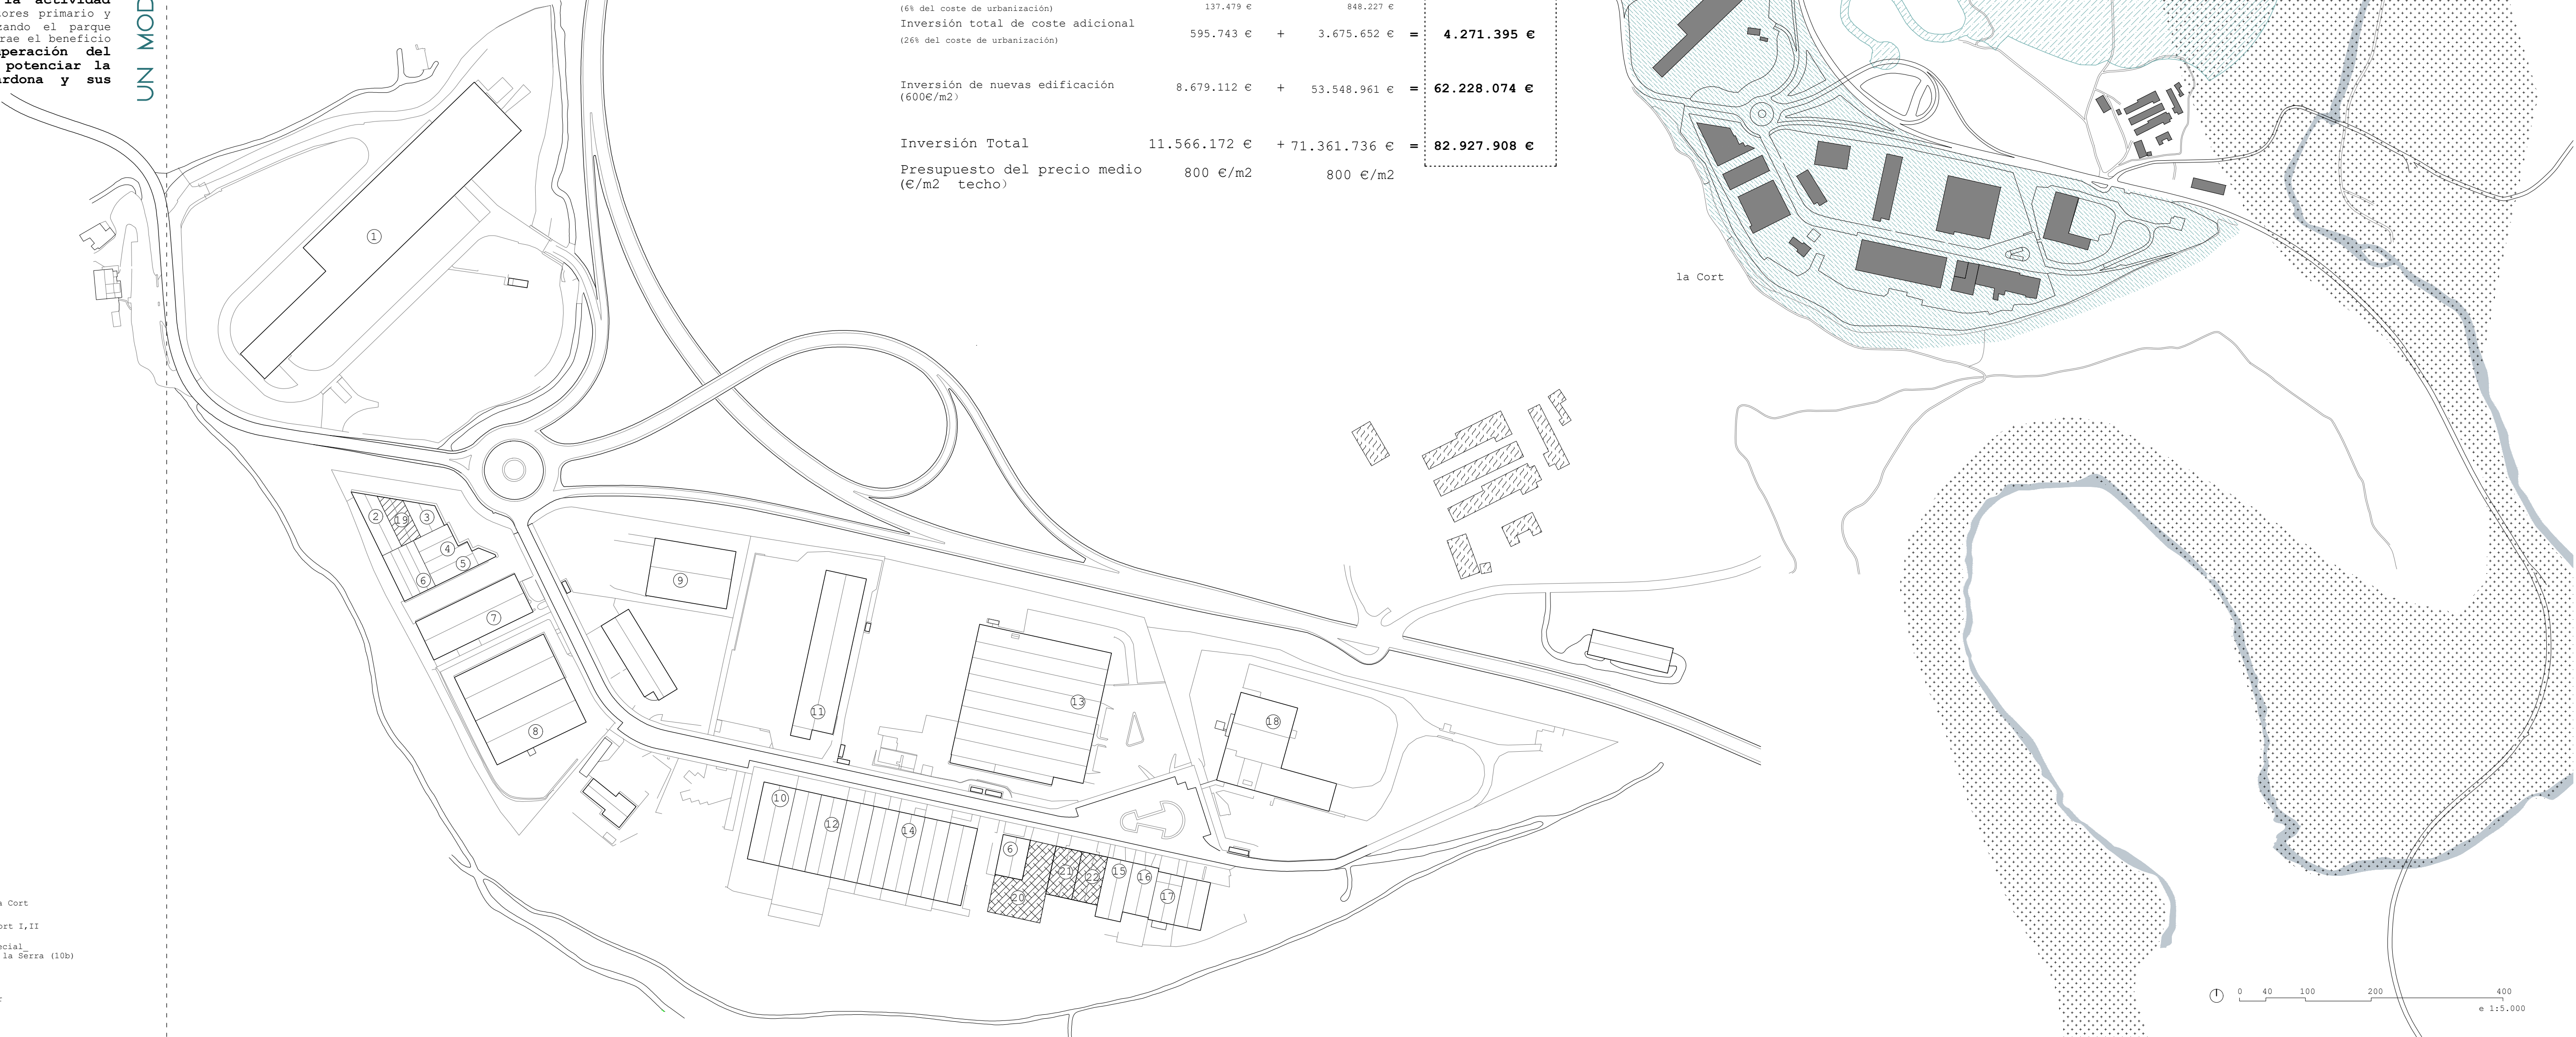 la actividad
tores primario y
zando el parque
rae el beneficio
peración del
potenciar la
rdona y sus
UN MOD
(6% del coste de urbanización) 137.479 € 848.227 €
Inversión total de coste adicional
(26% del coste de urbanización) 595.743 € + 3.675.652 € = 4.271.395 €
Inversión de nuevas edificación
(600€/m2) 8.679.112 € + 53.548.961 € = 62.228.074 €
Inversión Total 11.566.172 € + 71.361.736 € = 82.927.908 €
Presupuesto del precio medio
(€/m2 techo) 800 €/m2 800 €/m2
la Cort
1
2
19
3
4
5
6
7
8
9
10
11
12
13
14
6
20
21
22
15
16
17
18
a Cort
ort I,II
ecial_
la Serra (10b)
0 40 100 200 400
e 1:5.000